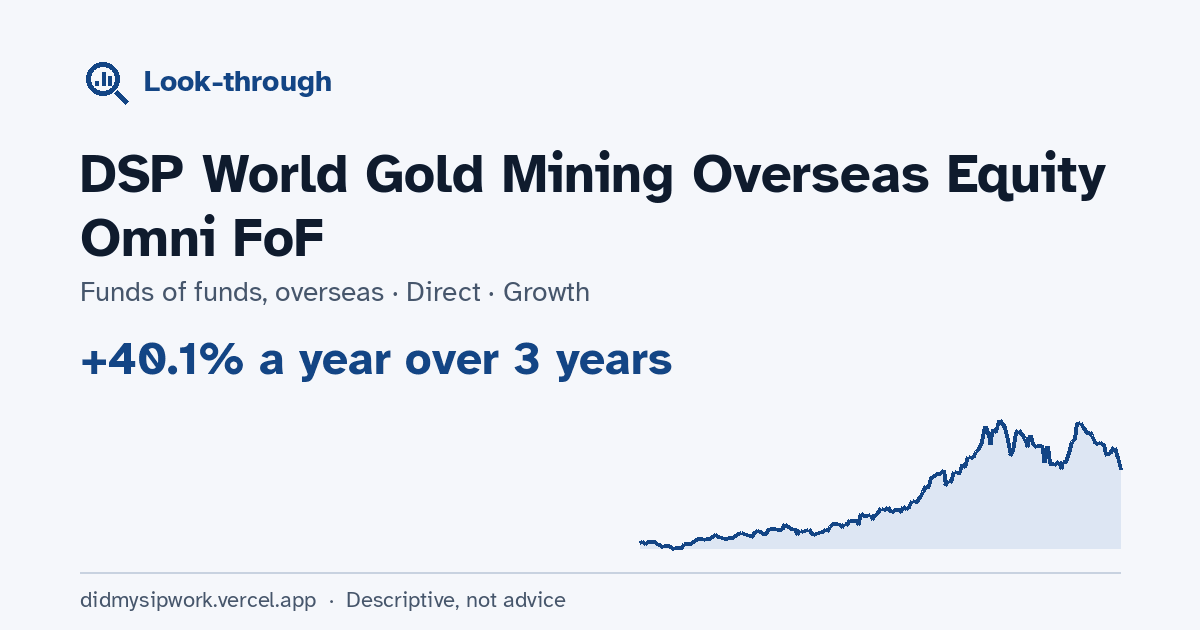 Look-through
DSP World Gold Mining Overseas Equity
Omni FoF
Funds of funds, overseas · Direct · Growth
+40.1% a year over 3 years
didmysipwork.vercel.app · Descriptive, not advice